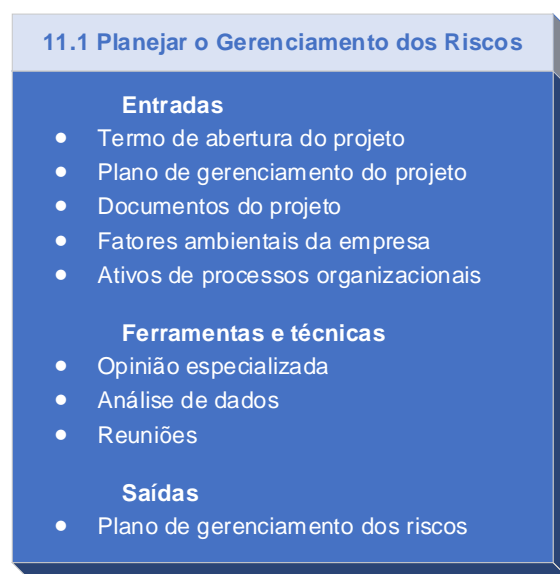 11.1 Planejar o Gerenciamento dos Riscos
Entradas
● Termo de abertura do projeto
● Plano de gerenciamento do projeto
● Documentos do projeto
● Fatores ambientais da empresa
● Ativos de processos organizacionais
Ferramentas e técnicas
● Opinião especializada
● Análise de dados
● Reuniões
Saídas
● Plano de gerenciamento dos riscos